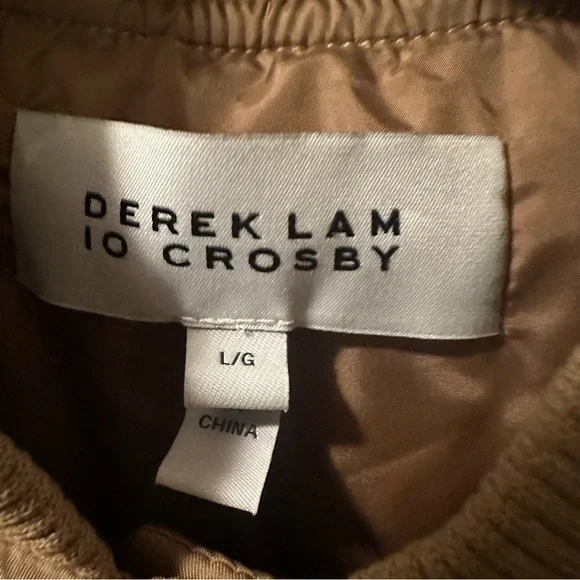 DEREK LAM
10 CROSBY
L/G
CHINA